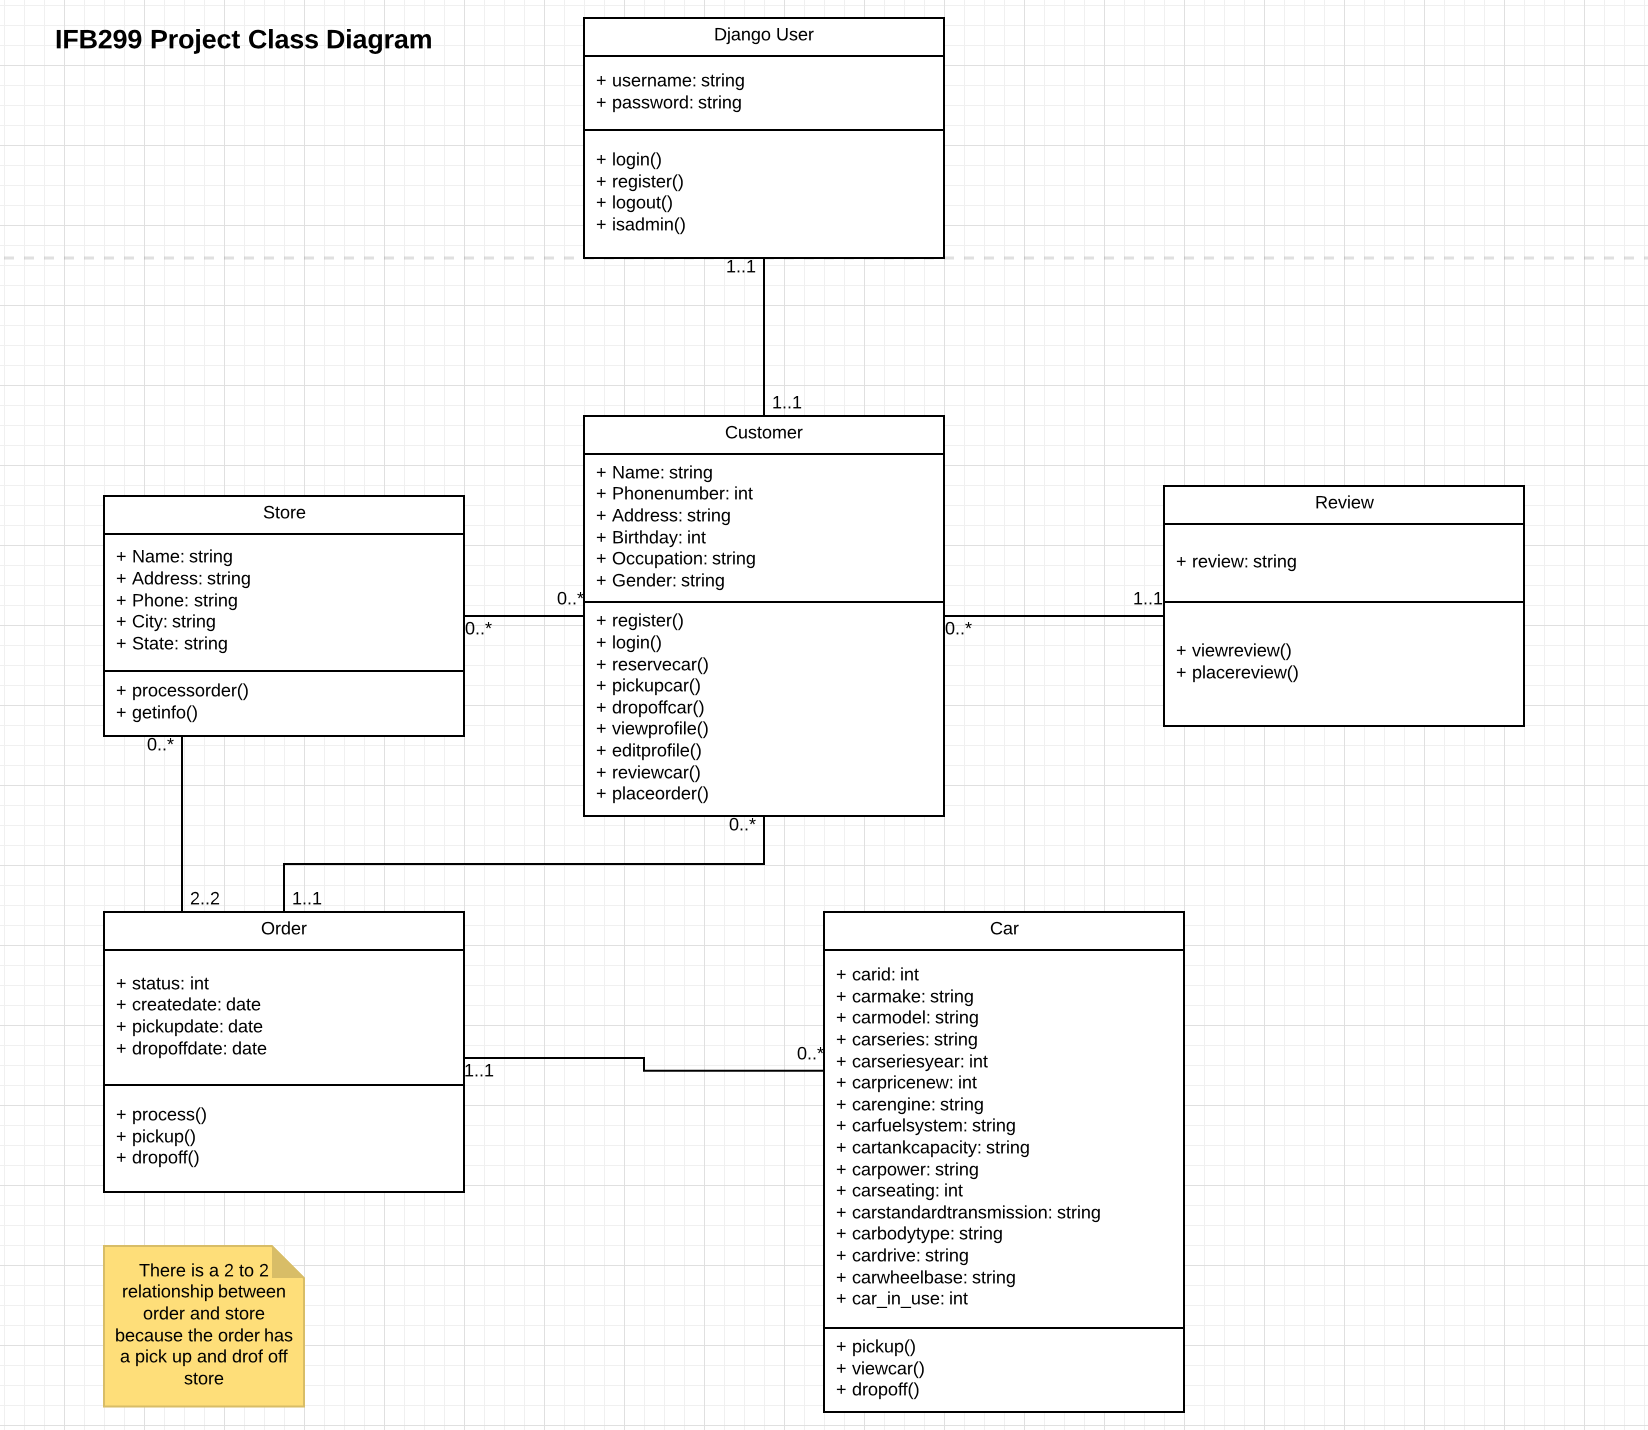 IFB299 Project Class Diagram
Django User
+ username: string
+ password: string
+ login()
+ register()
+ logout()
+ isadmin()
1..1
1..1
Customer
+ Name: string
+ Phonenumber: int
+ Address: string
+ Birthday: int
+ Occupation: string
+ Gender: string
+ register()
+ login()
+ reservecar()
+ pickupcar()
+ dropoffcar()
+ viewprofile()
+ editprofile()
+ reviewcar()
+ placeorder()
Store
+ Name: string
+ Address: string
+ Phone: string
+ City: string
+ State: string
+ processorder()
+ getinfo()
0..*
0..*
Review
+ review: string
+ viewreview()
+ placereview()
1..1
0..*
0..*
0..*
2..2
1..1
Order
+ status: int
+ createdate: date
+ pickupdate: date
+ dropoffdate: date
+ process()
+ pickup()
+ dropoff()
1..1
0..*
Car
+ carid: int
+ carmake: string
+ carmodel: string
+ carseries: string
+ carseriesyear: int
+ carpricenew: int
+ carengine: string
+ carfuelsystem: string
+ cartankcapacity: string
+ carpower: string
+ carseating: int
+ carstandardtransmission: string
+ carbodytype: string
+ cardrive: string
+ carwheelbase: string
+ car_in_use: int
+ pickup()
+ viewcar()
+ dropoff()
There is a 2 to 2
relationship between
order and store
because the order has
a pick up and drof off
store